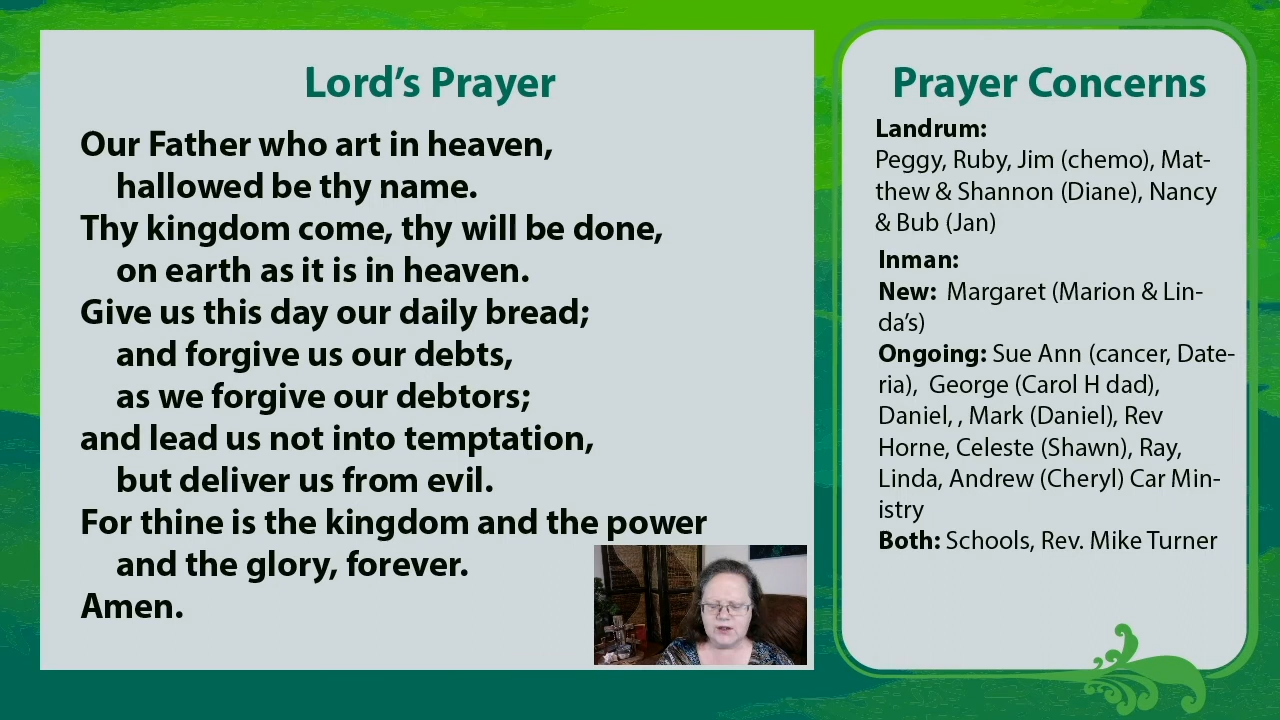 Lord's Prayer
Our Father who art in heaven,
hallowed be thy name.
Thy kingdom come, thy will be done,
on earth as it is in heaven.
Give us this day our daily bread;
and forgive us our debts,
as we forgive our debtors;
and lead us not into temptation,
but deliver us from evil.
For thine is the kingdom and the power
and the glory, forever.
Amen.
Prayer Concerns
Landrum:
Peggy, Ruby, Jim (chemo), Mat-
thew & Shannon (Diane), Nancy
& Bub (Jan)
Inman:
New: Margaret (Marion & Lin-
da's)
Ongoing: Sue Ann (cancer, Date-
ria), George (Carol H dad),
Daniel, , Mark (Daniel), Rev
Horne, Celeste (Shawn), Ray,
Linda, Andrew (Cheryl) Car Min-
istry
Both: Schools, Rev. Mike Turner